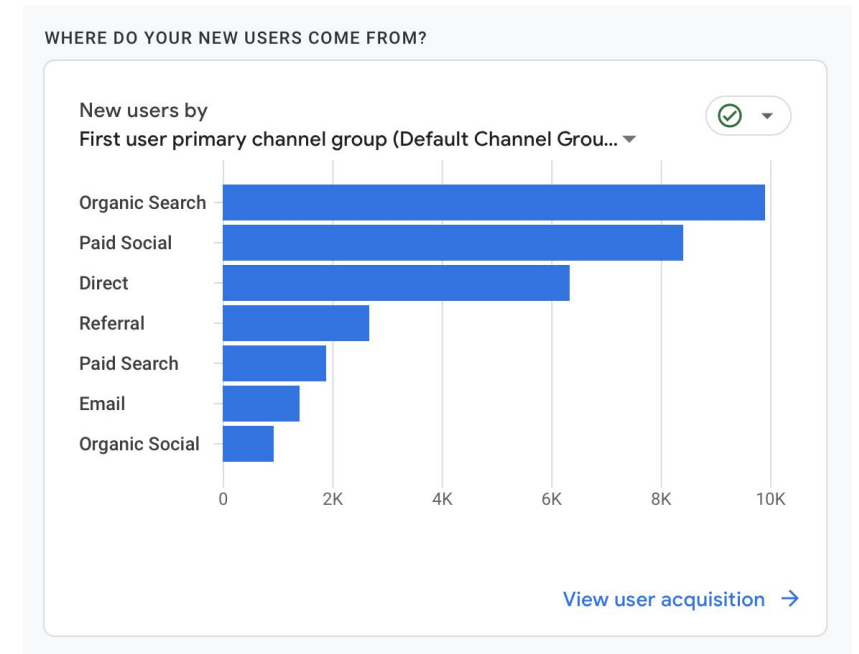 WHERE DO YOUR NEW USERS COME FROM?
New users by
First user primary channel group (Default Channel Grou...
Organic Search
Paid Social
Direct
Referral
Paid Search
Email
Organic Social
0 2K 4K 6K 8K 10K
View user acquisition